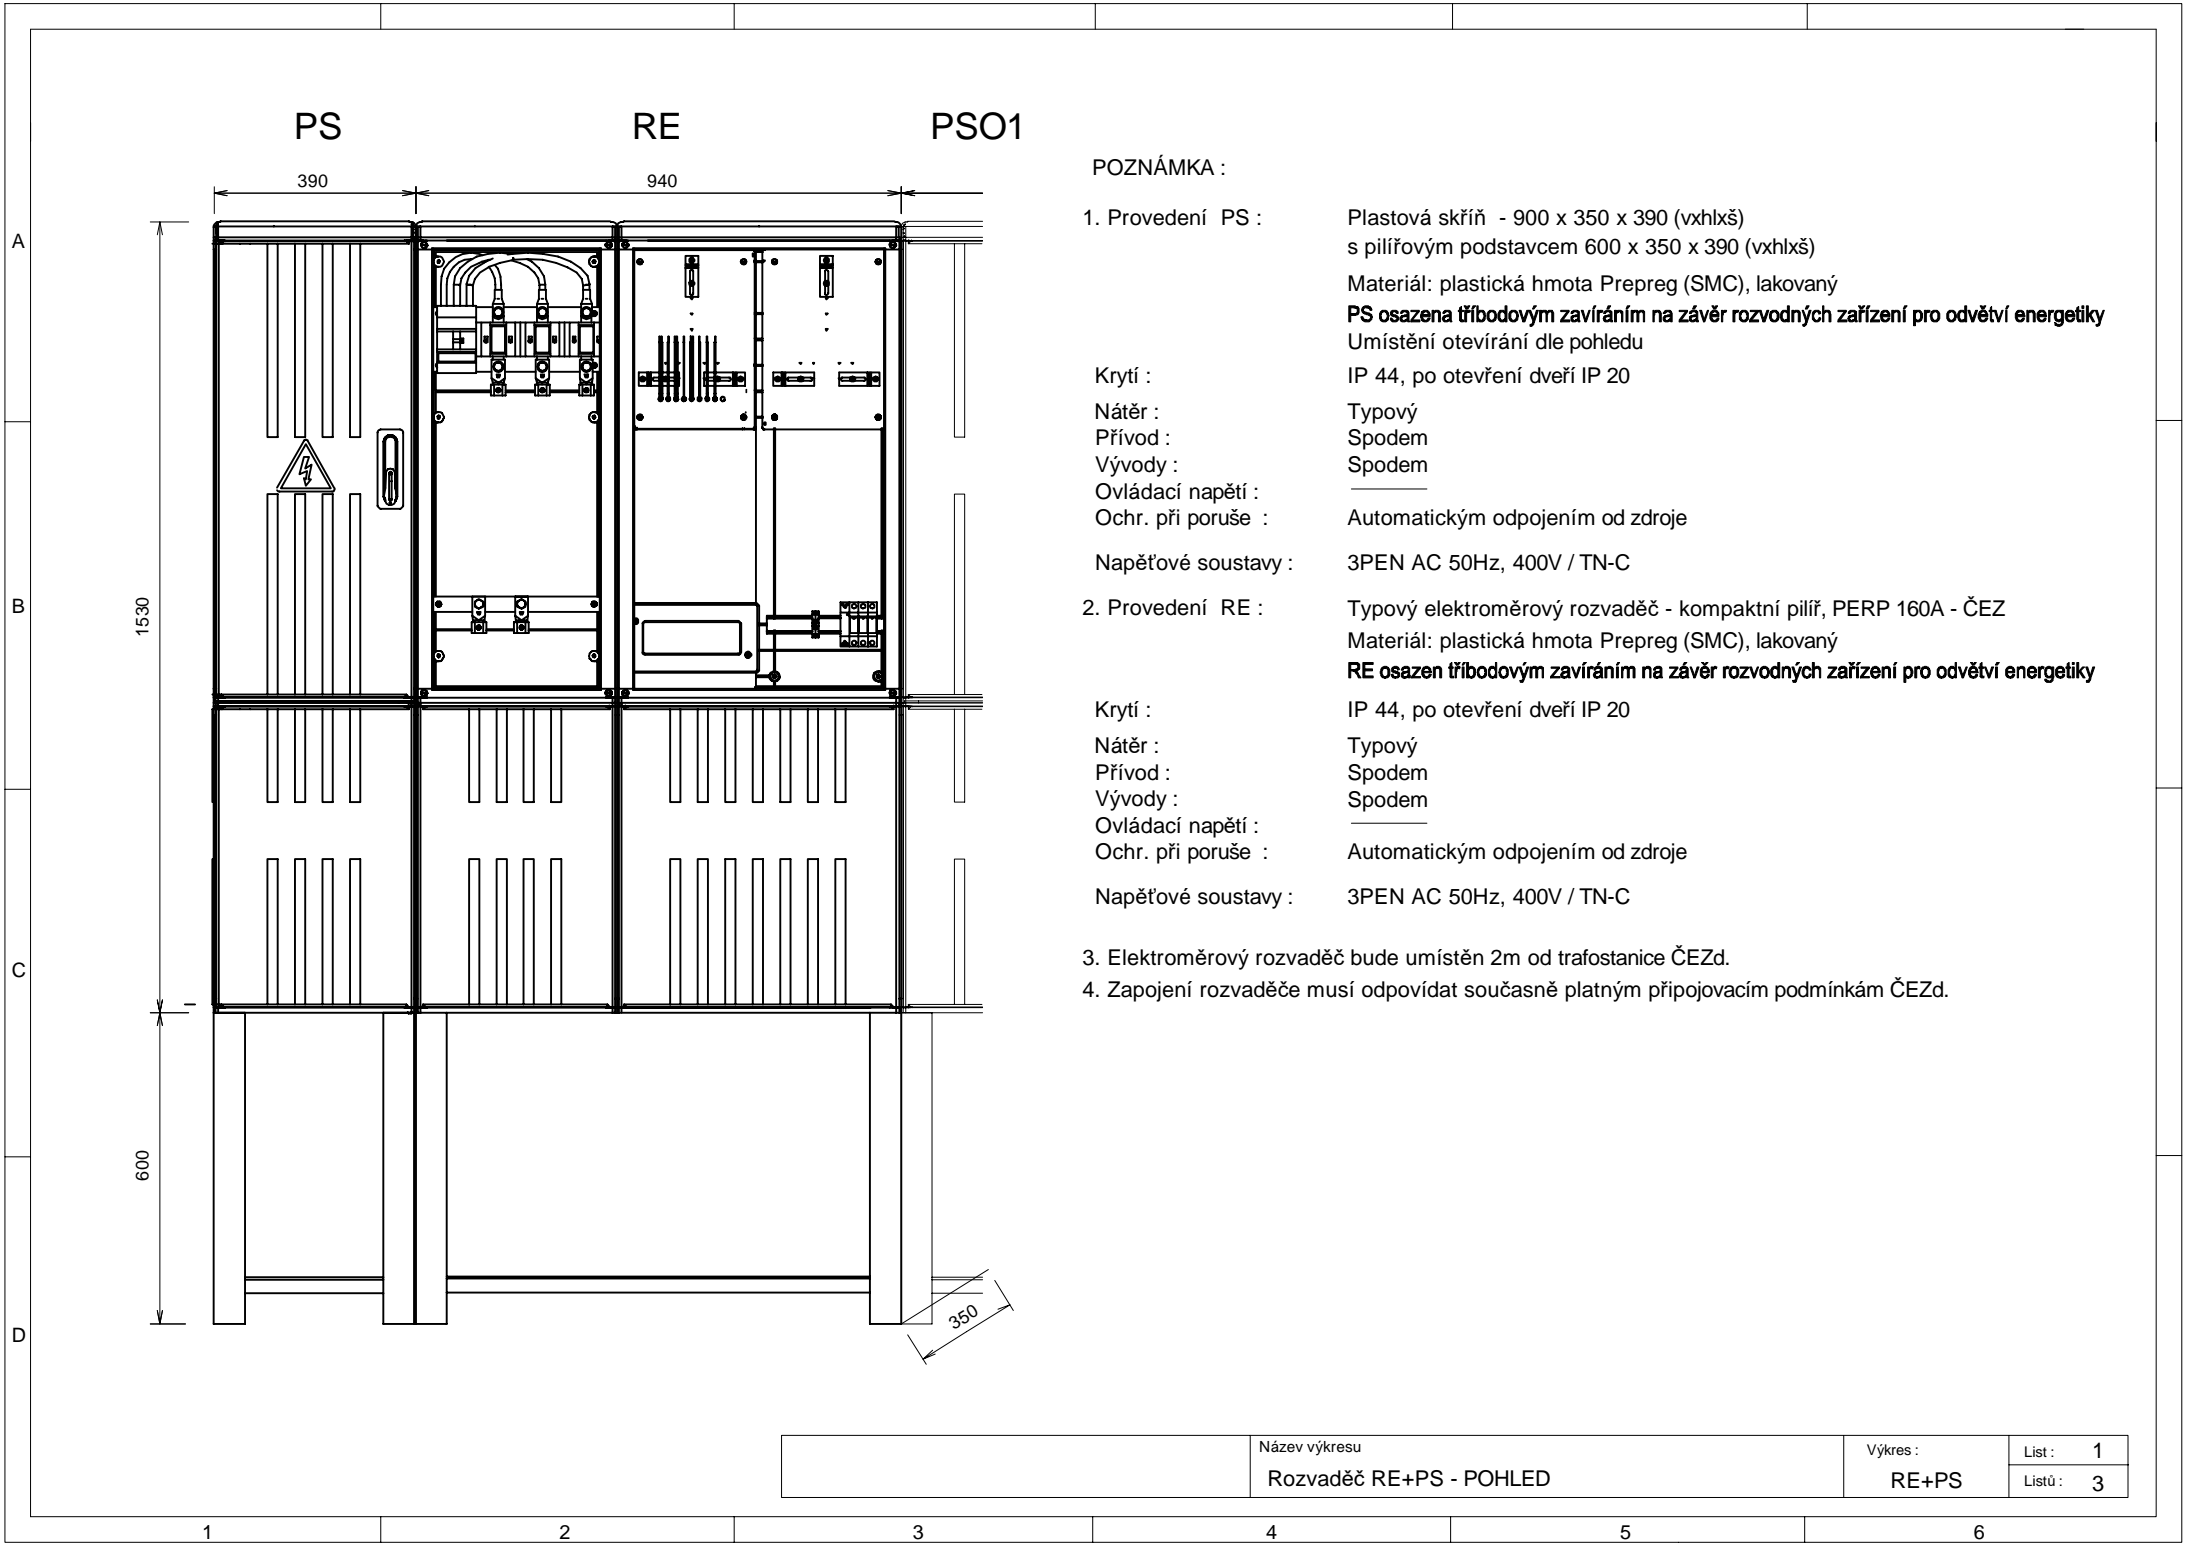 PS RE PSO1
390 940
1530
600
350
POZNÁMKA :
1. Provedení PS : Plastová skříň - 900 x 350 x 390 (vxhlxš)
s pilířovým podstavcem 600 x 350 x 390 (vxhlxš)
Materiál: plastická hmota Prepreg (SMC), lakovaný
PS osazena tříbodovým zavíráním na závěr rozvodných zařízení pro odvětví energetiky
Umístění otevírání dle pohledu
Krytí : IP 44, po otevření dveří IP 20
Nátěr : Typový
Přívod : Spodem
Vývody : Spodem
Ovládací napětí :
Ochr. při poruše : Automatickým odpojením od zdroje
Napěťové soustavy : 3PEN AC 50Hz, 400V / TN-C
2. Provedení RE : Typový elektroměrový rozvaděč - kompaktní pilíř, PERP 160A - ČEZ
Materiál: plastická hmota Prepreg (SMC), lakovaný
RE osazen tříbodovým zavíráním na závěr rozvodných zařízení pro odvětví energetiky
Krytí : IP 44, po otevření dveří IP 20
Nátěr : Typový
Přívod : Spodem
Vývody : Spodem
Ovládací napětí :
Ochr. při poruše : Automatickým odpojením od zdroje
Napěťové soustavy : 3PEN AC 50Hz, 400V / TN-C
3. Elektroměrový rozvaděč bude umístěn 2m od trafostanice ČEZd.
4. Zapojení rozvaděče musí odpovídat současně platným připojovacím podmínkám ČEZd.
A
B
C
D
Název výkresu
Rozvaděč RE+PS - POHLED
Výkres :
RE+PS
List : 1
Listů : 3
1 2 3 4 5 6